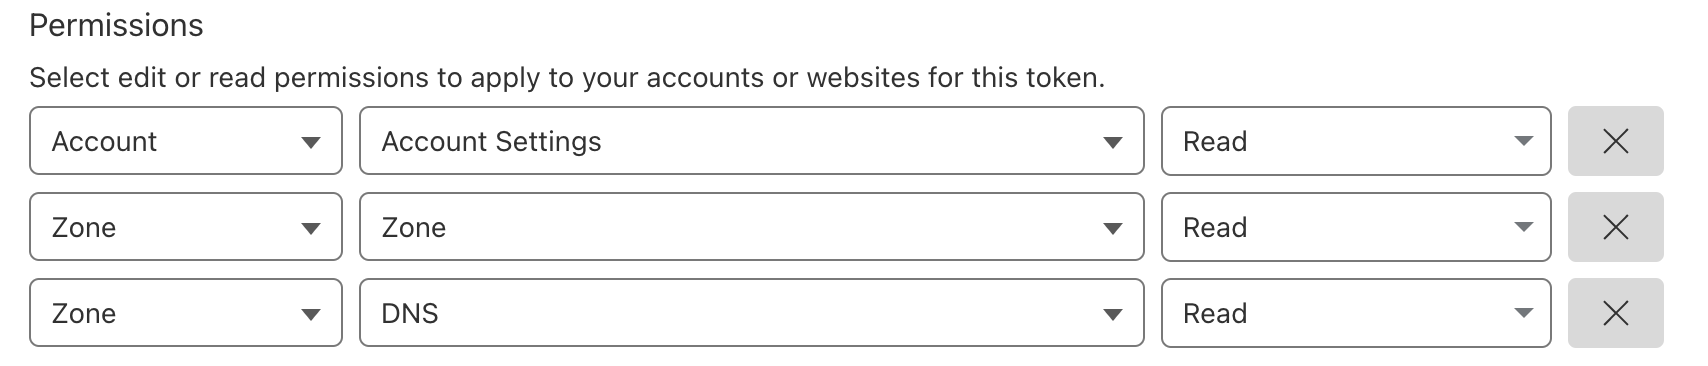 Permissions
Select edit or read permissions to apply to your accounts or websites for this token.
Account Account Settings Read
Zone Zone Read
Zone DNS Read